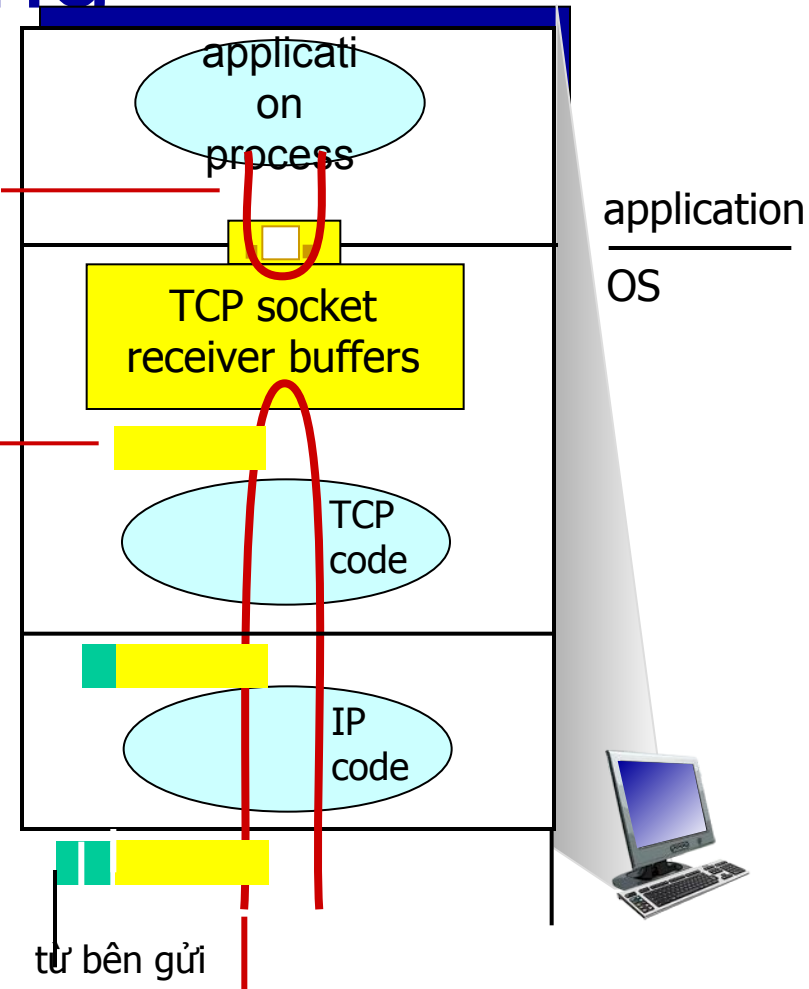 applicati
on
process
application
OS
TCP socket
receiver buffers
TCP
code
IP
code
từ bên gửi